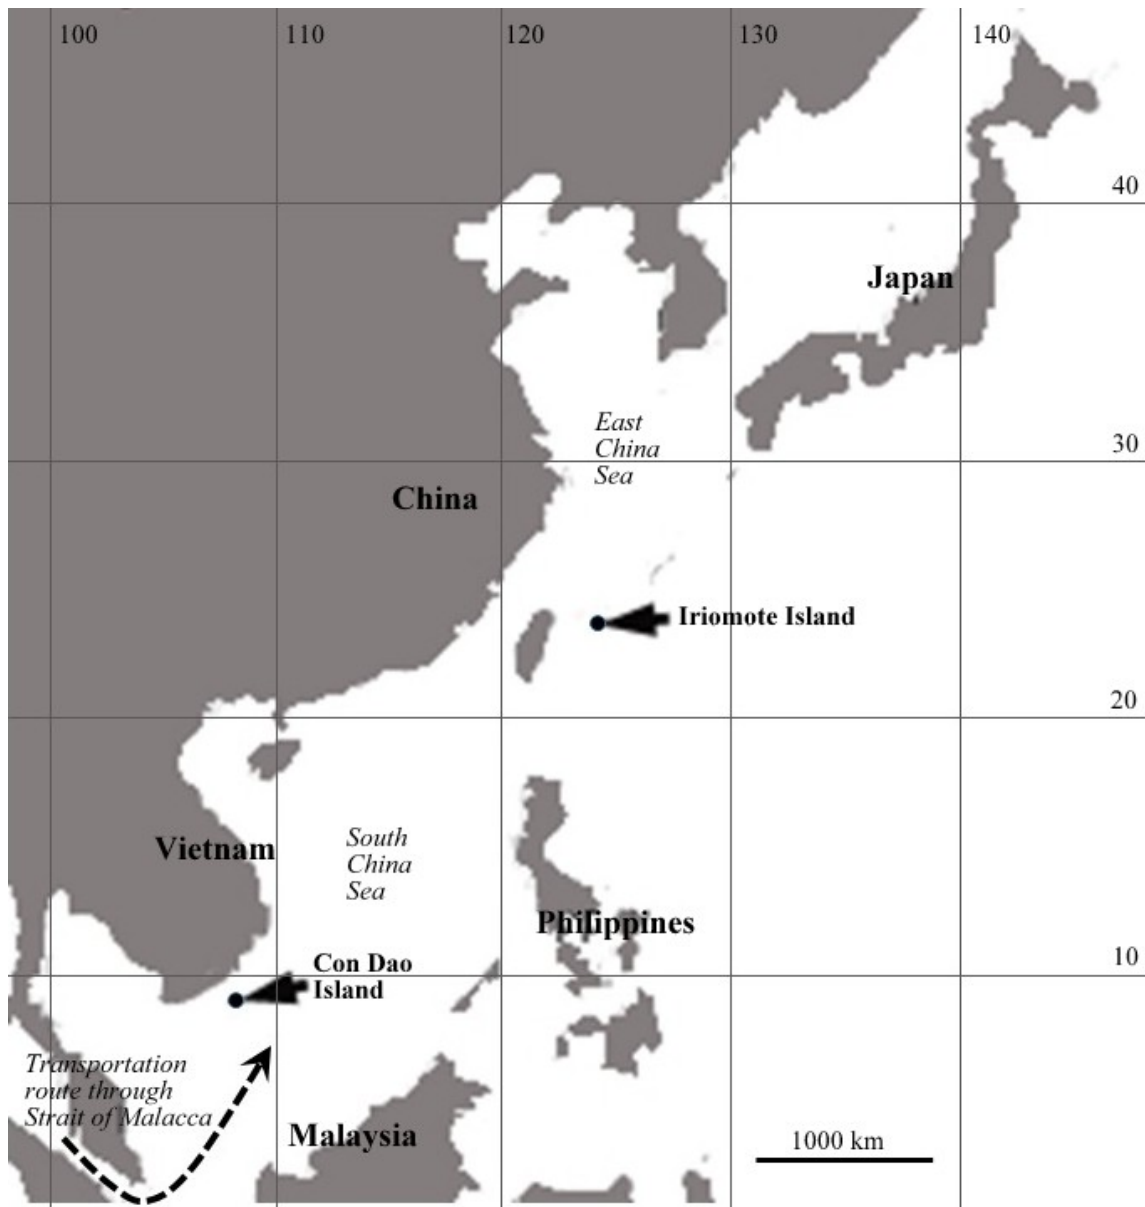 100
110
120
130
140
40
Japan
East
China
Sea
30
China
Iriomote Island
20
South
China
Sea
Vietnam
Philippines
10
Con Dao
Island
Transportation
route through
Strait of Malacca
Malaysia
1000 km